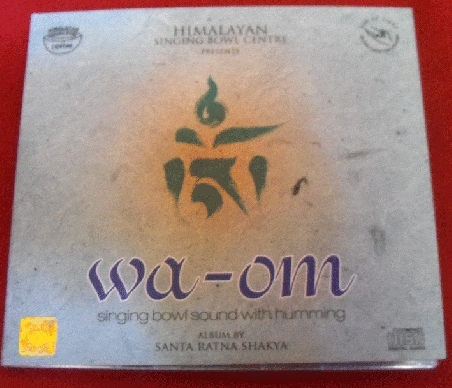 HIMALAYAN
SINGING BOWL CENTRE
PRESENTS
ༀ
wa-om
singing bowl sound with humming
ALBUM BY
SANTA RATNA SHAKYA